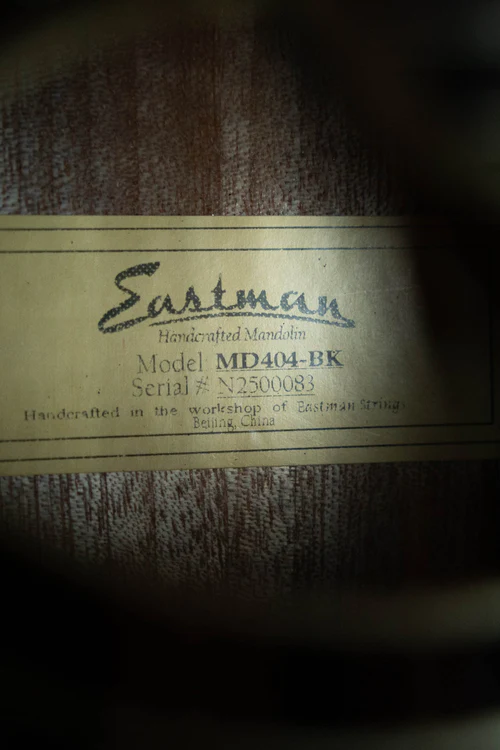 Eastman
Handcrafted Mandolin
Model MD404-BK
Serial # N2500083
Handcrafted in the workshop of Eastman Strings
Beijing, China